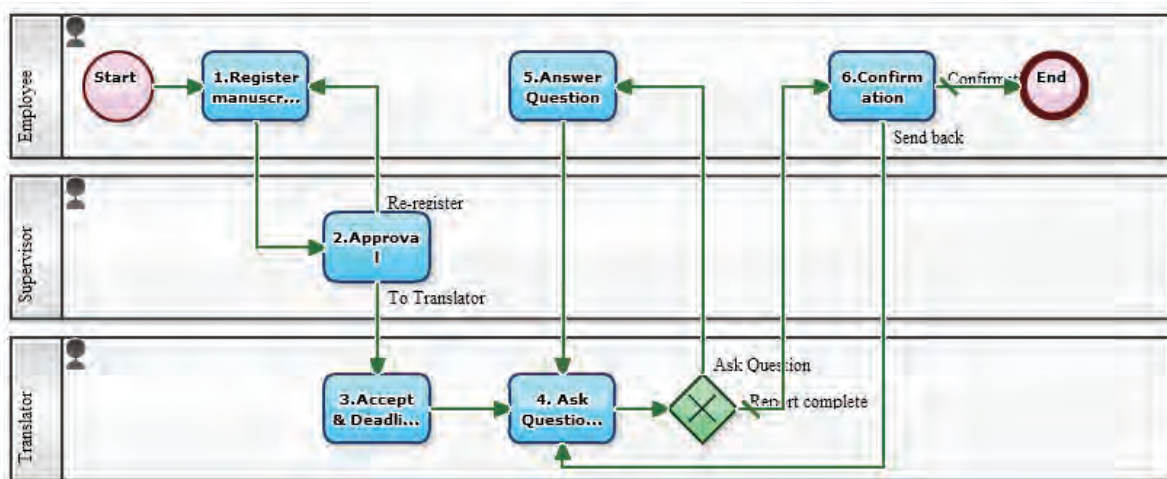 Employee
Start
1.Register
manuscr...
5.Answer
Question
6.Confirm
ation
End
Send back
Supervisor
Re-register
2.Approva
l
To Translator
Translator
3.Accept
& Deadli...
4. Ask
Questio...
Ask Question
Report complete